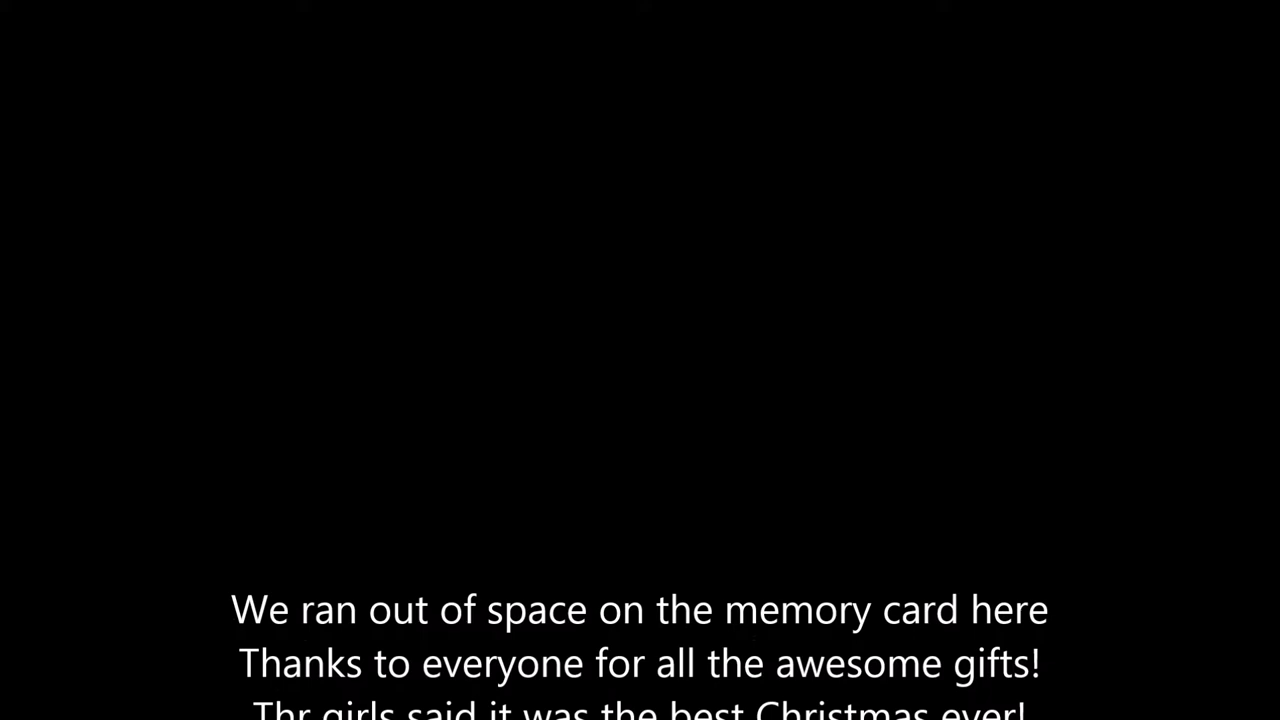 We ran out of space on the memory card here
Thanks to everyone for all the awesome gifts!
Thr girls said it was the best Christmas ever!